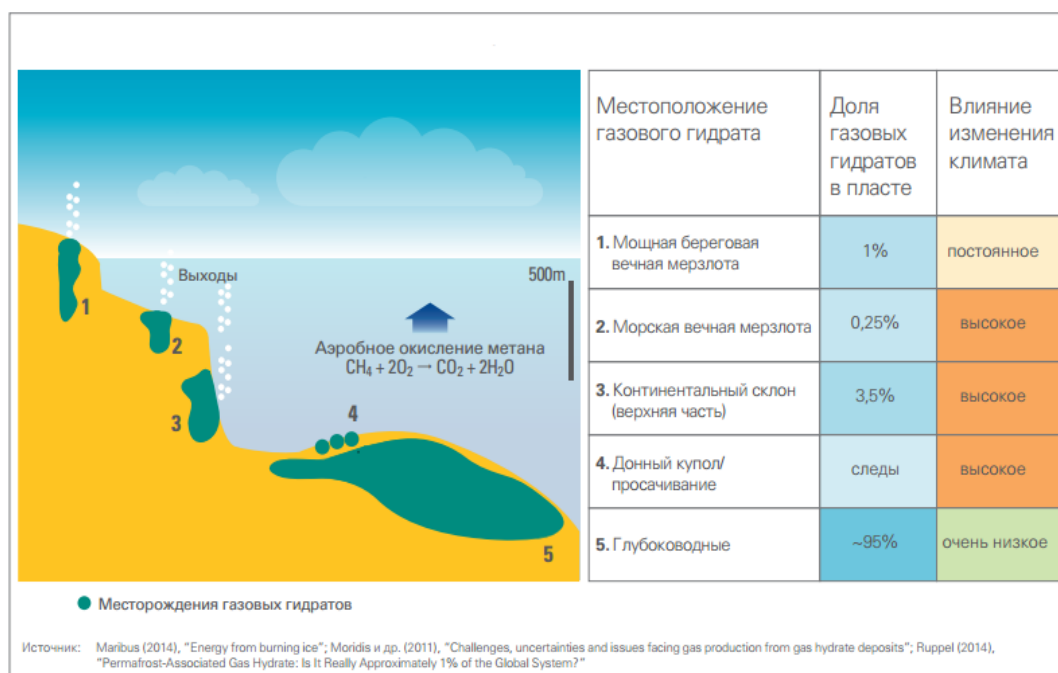 Выходы
500m
Аэробное окисление метана
CH₄ + 2O₂ → CO₂ + 2H₂O
1
2
3
4
5
Месторождения газовых гидратов
Местоположение
газового гидрата
Доля
газовых
гидратов
в пласте
Влияние
изменения
климата
1. Мощная береговая
вечная мерзлота
1%
постоянное
2. Морская вечная мерзлота
0,25%
высокое
3. Континентальный склон
(верхняя часть)
3,5%
высокое
4. Донный купол/
просачивание
следы
высокое
5. Глубоководные
~95%
очень низкое
Источник: Maribus (2014), "Energy from burning ice"; Moridis и др. (2011), "Challenges, uncertainties and issues facing gas production from gas hydrate deposits"; Ruppel (2014),
"Permafrost-Associated Gas Hydrate: Is It Really Approximately 1% of the Global System?"